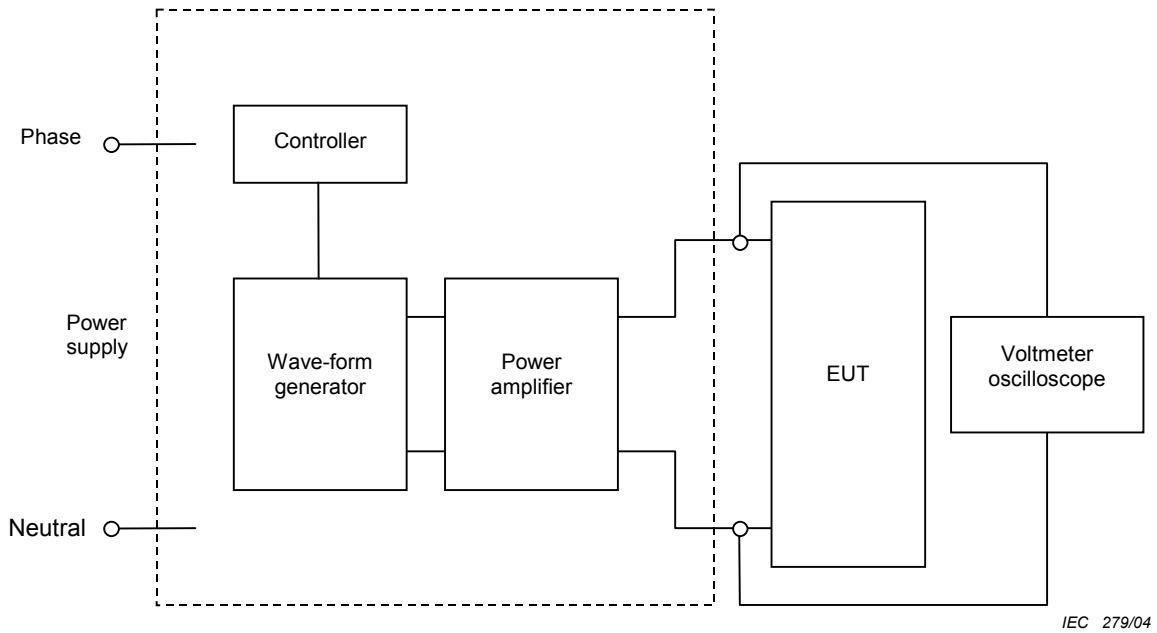 Phase
Controller
Power
supply
Wave-form
generator
Power
amplifier
EUT
Voltmeter
oscilloscope
Neutral
IEC 279/04